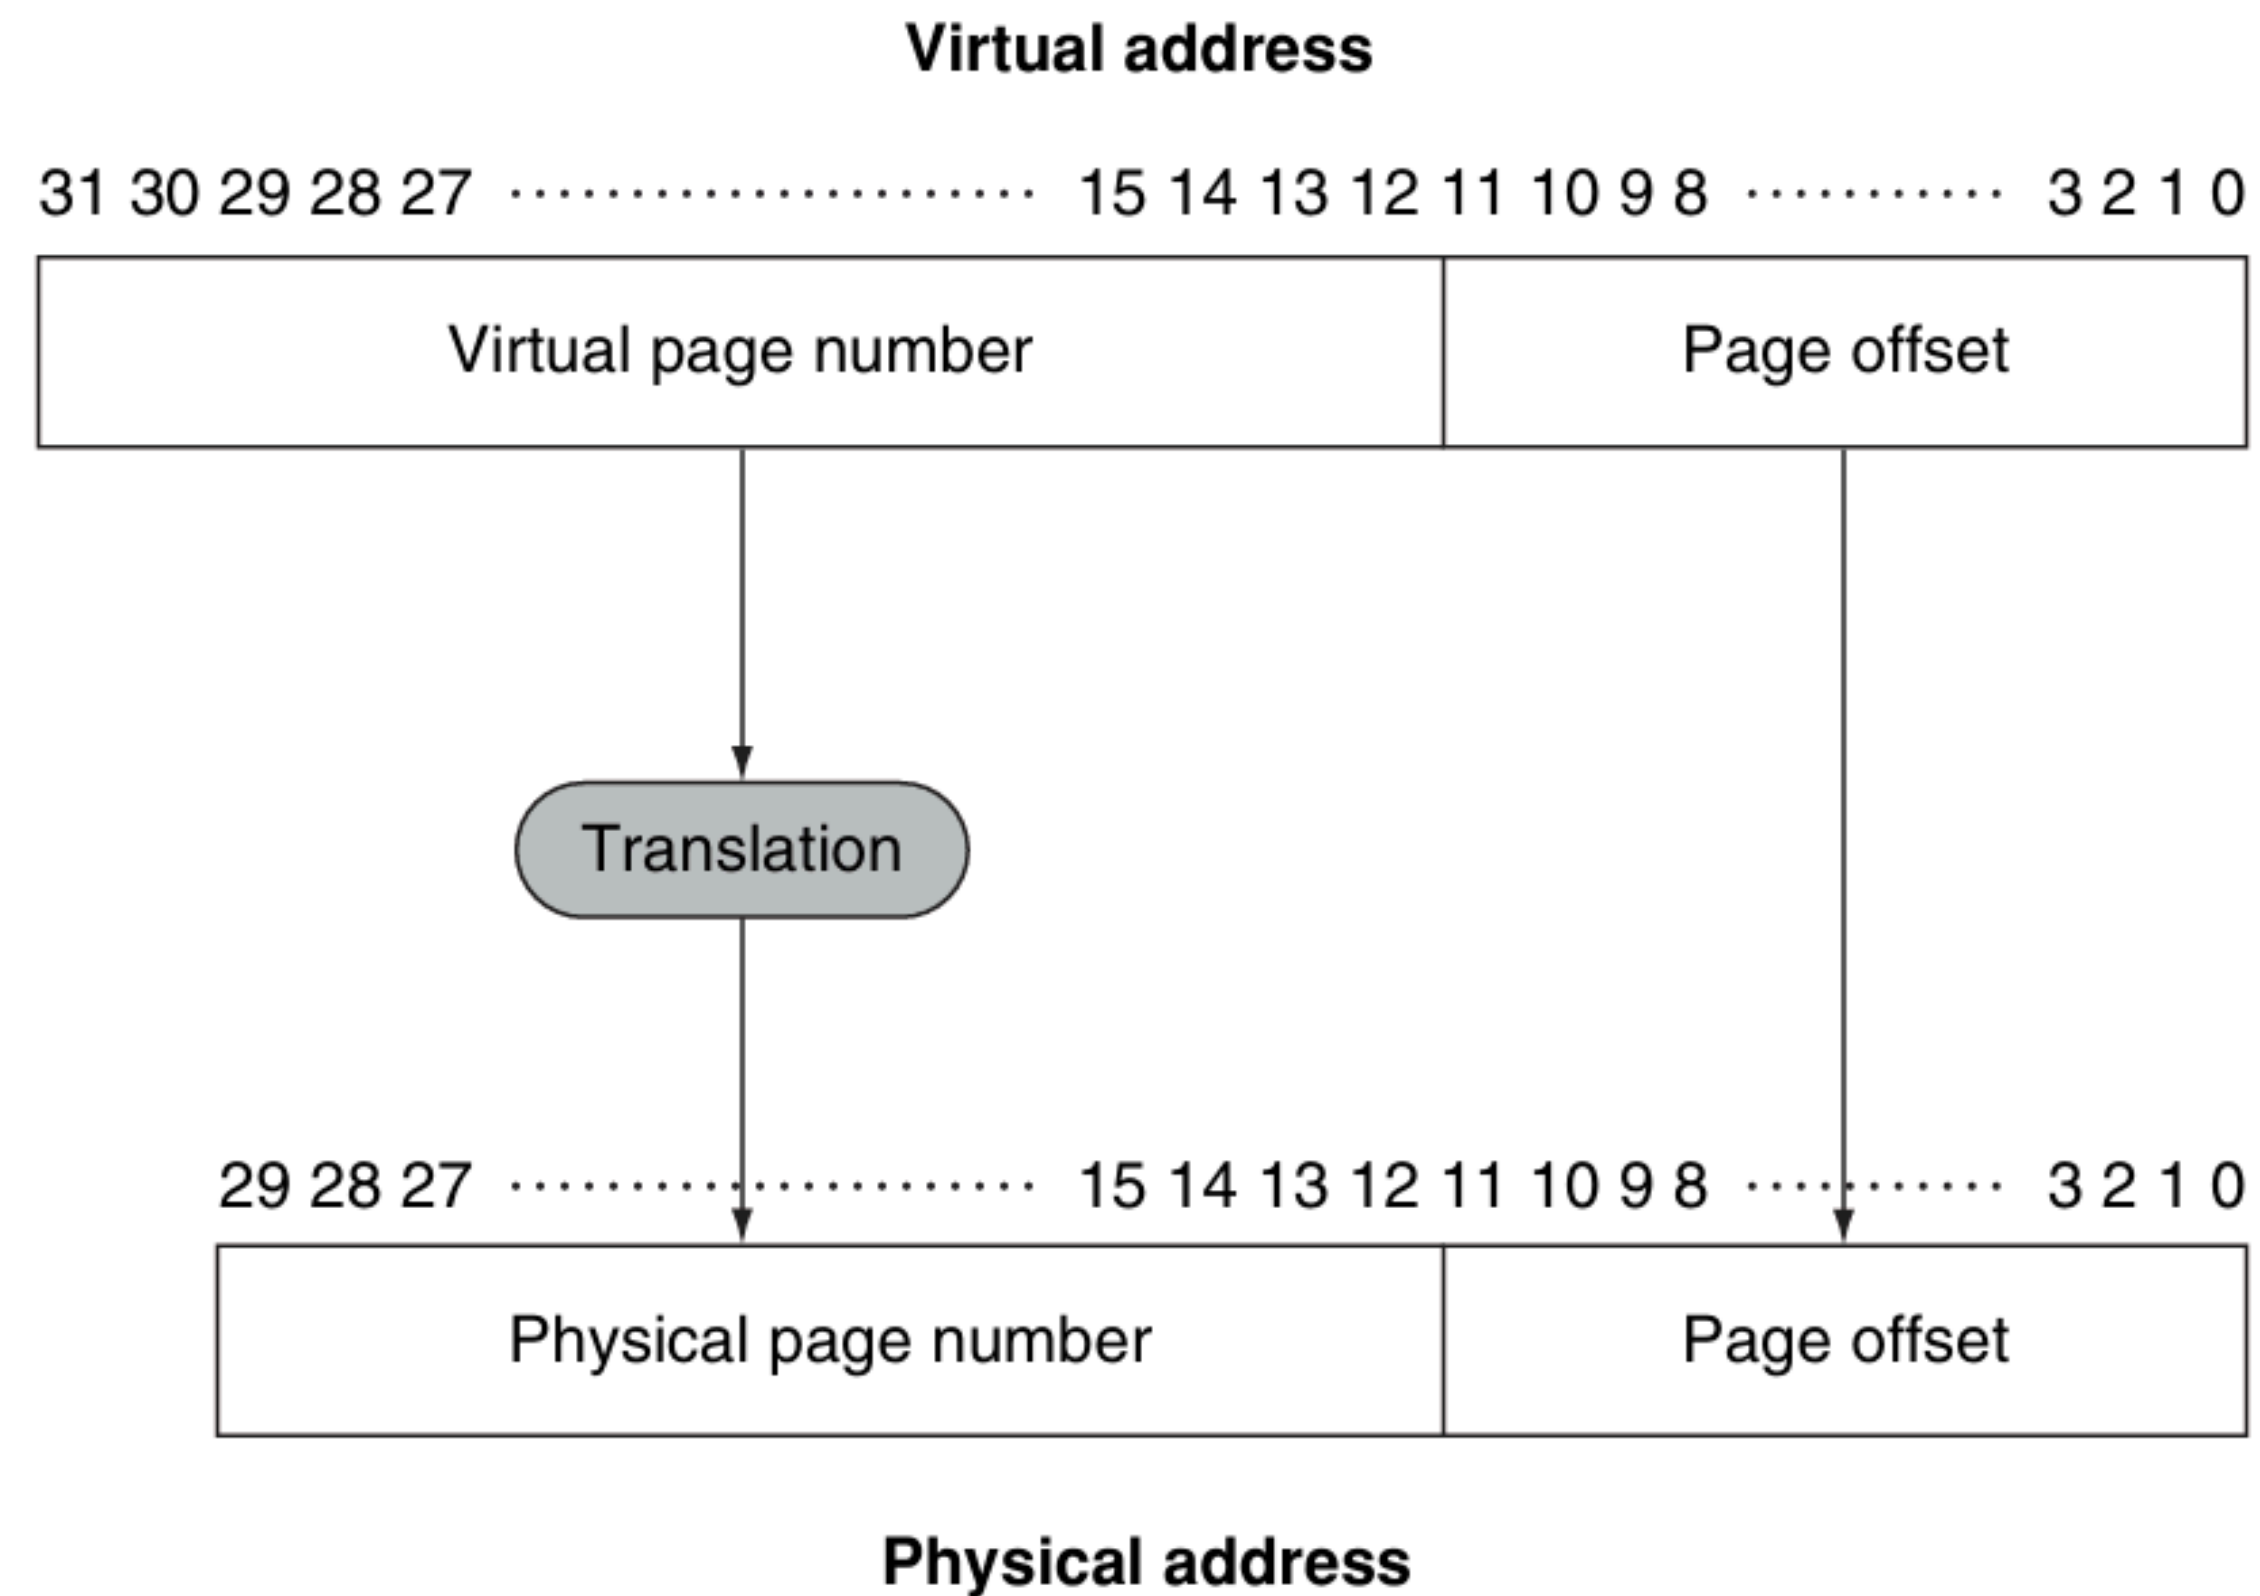 Virtual address
31 30 29 28 27 ······················ 15 14 13 12 11 10 9 8 ··········· 3 2 1 0
Virtual page number Page offset
Translation
29 28 27 ······················ 15 14 13 12 11 10 9 8 ··········· 3 2 1 0
Physical page number Page offset
Physical address